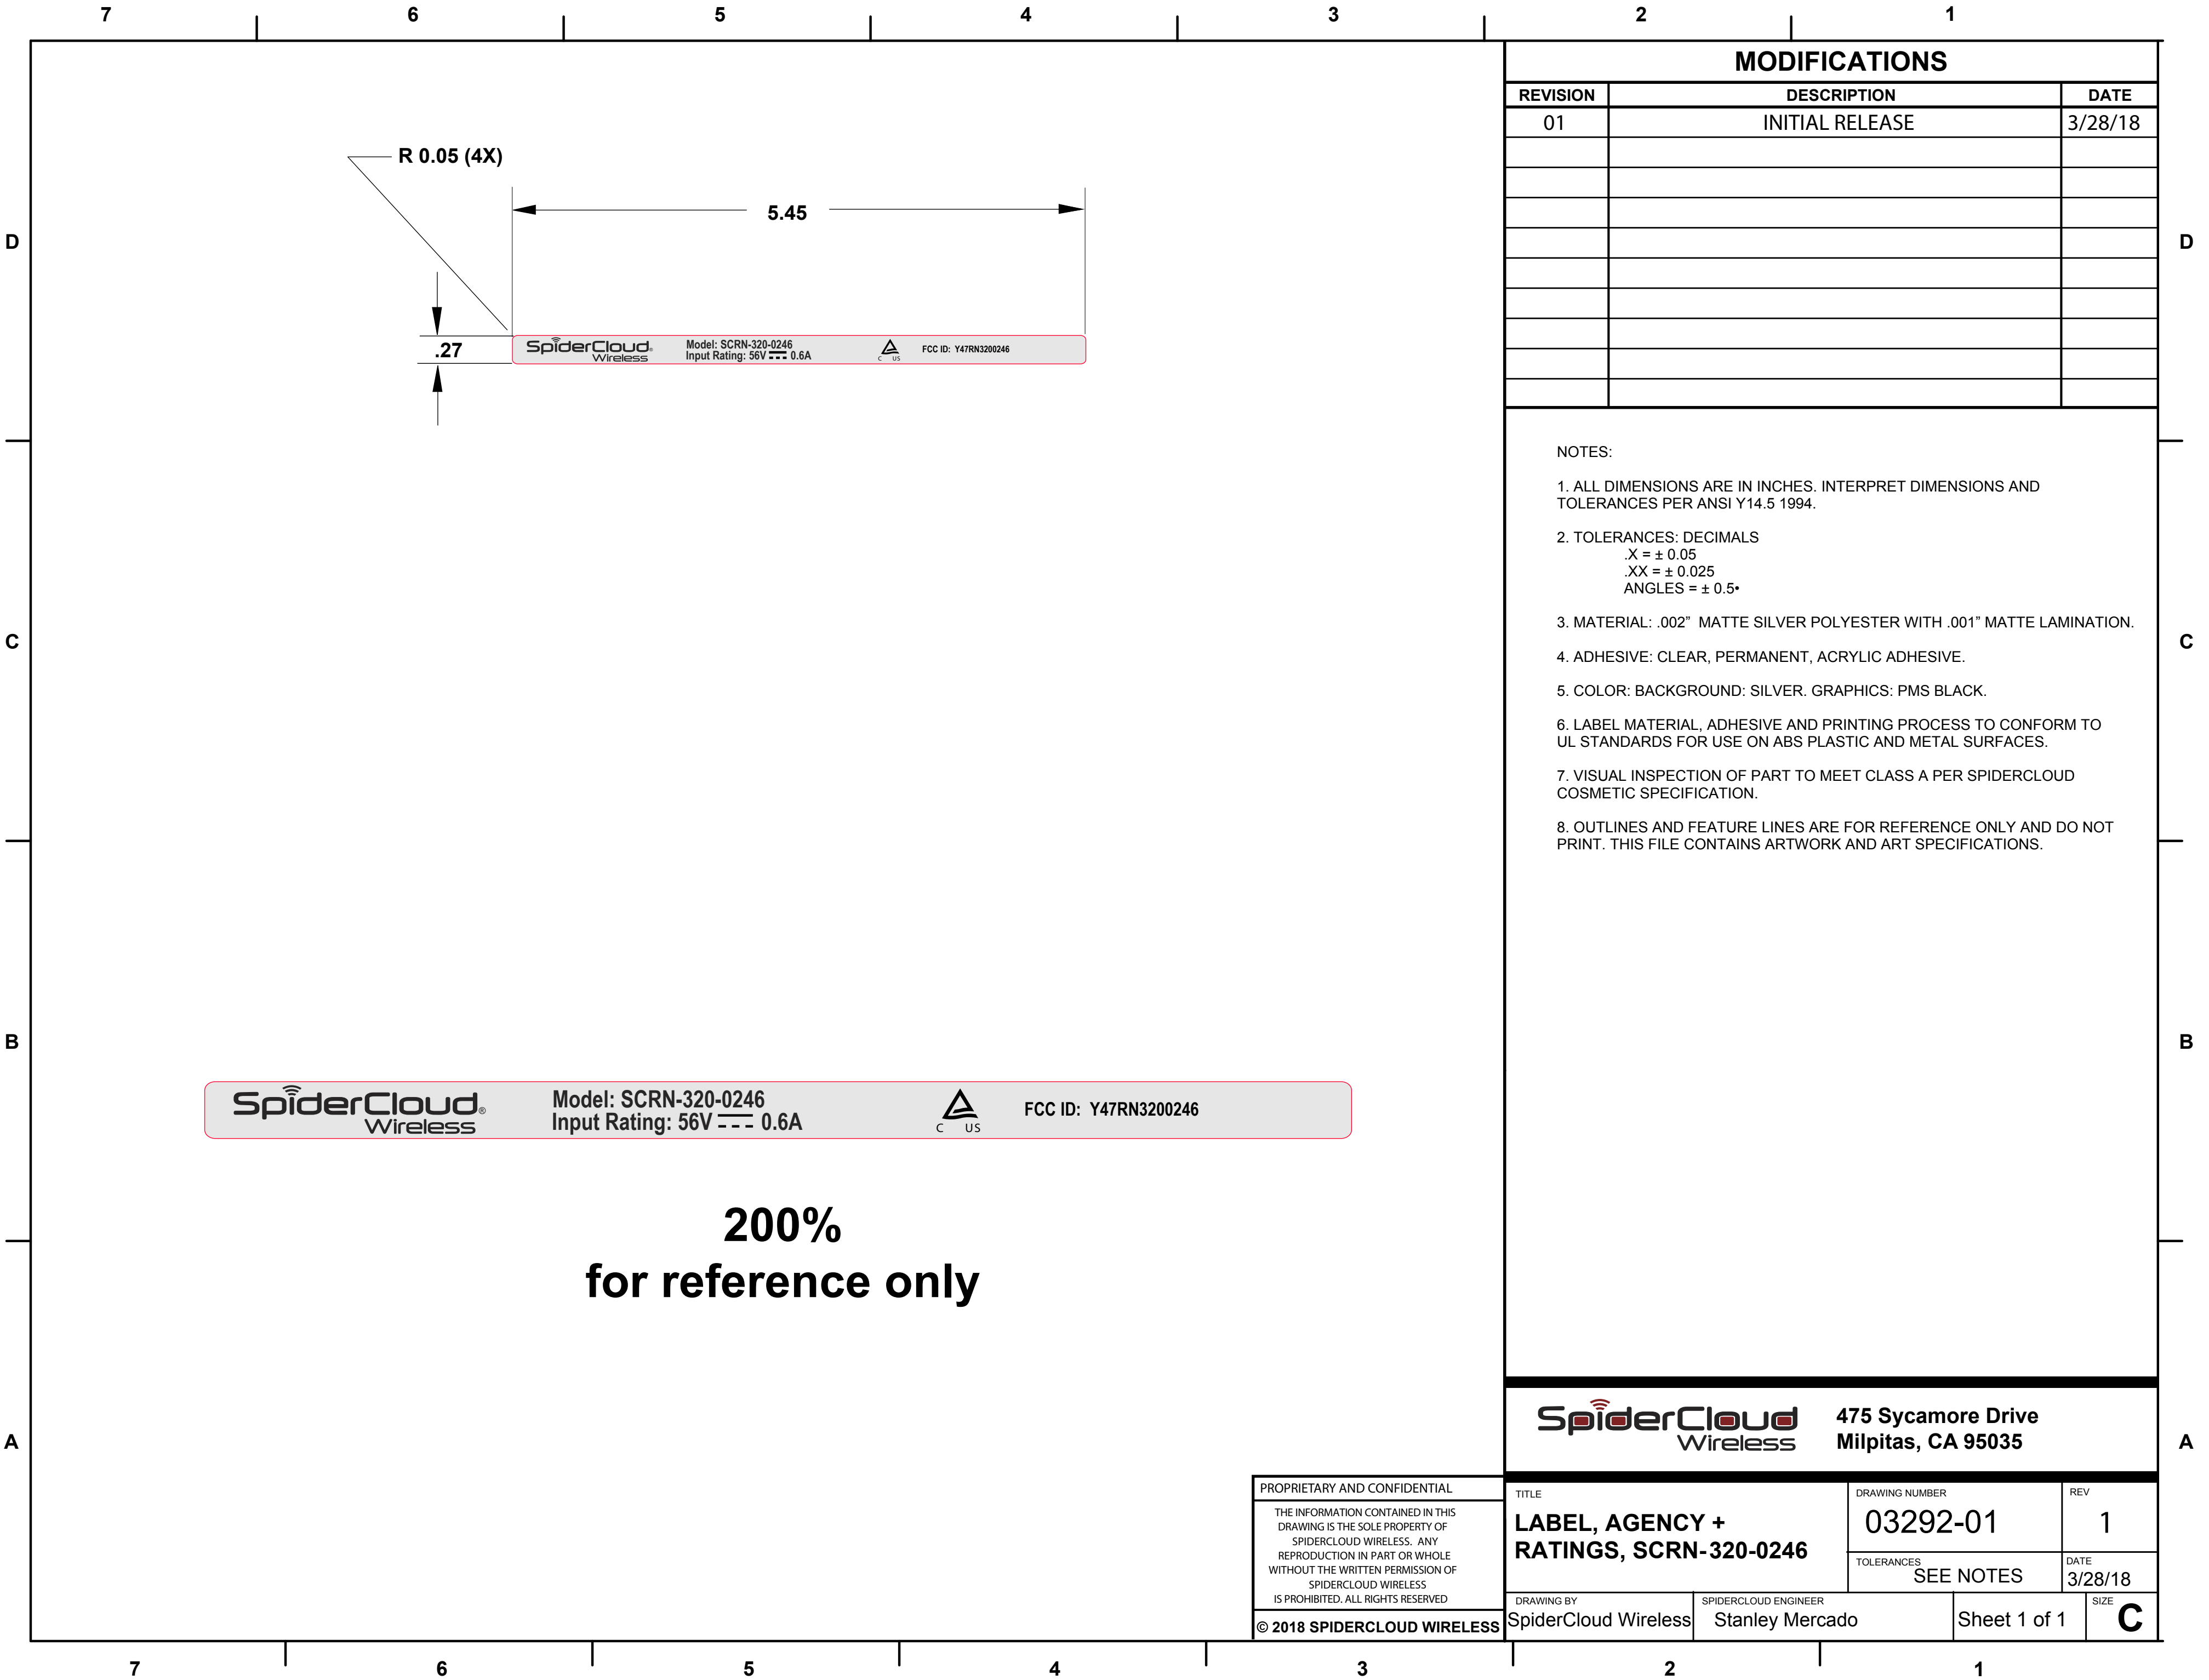 7 6 5 4 3 2 1
MODIFICATIONS
REVISION DESCRIPTION DATE
01 INITIAL RELEASE 3/28/18
R 0.05 (4X)
5.45
D D
.27
SpiderCloud®
Wireless
Model: SCRN-320-0246
Input Rating: 56V 0.6A
C US
FCC ID: Y47RN3200246
NOTES:
1. ALL DIMENSIONS ARE IN INCHES. INTERPRET DIMENSIONS AND
TOLERANCES PER ANSI Y14.5 1994.
2. TOLERANCES: DECIMALS
.X = ± 0.05
.XX = ± 0.025
ANGLES = ± 0.5•
3. MATERIAL: .002” MATTE SILVER POLYESTER WITH .001” MATTE LAMINATION.
C C
4. ADHESIVE: CLEAR, PERMANENT, ACRYLIC ADHESIVE.
5. COLOR: BACKGROUND: SILVER. GRAPHICS: PMS BLACK.
6. LABEL MATERIAL, ADHESIVE AND PRINTING PROCESS TO CONFORM TO
UL STANDARDS FOR USE ON ABS PLASTIC AND METAL SURFACES.
7. VISUAL INSPECTION OF PART TO MEET CLASS A PER SPIDERCLOUD
COSMETIC SPECIFICATION.
8. OUTLINES AND FEATURE LINES ARE FOR REFERENCE ONLY AND DO NOT
PRINT. THIS FILE CONTAINS ARTWORK AND ART SPECIFICATIONS.
B B
SpiderCloud®
Wireless
Model: SCRN-320-0246
Input Rating: 56V 0.6A
C US
FCC ID: Y47RN3200246
200%
for reference only
A A
SpiderCloud
Wireless
475 Sycamore Drive
Milpitas, CA 95035
PROPRIETARY AND CONFIDENTIAL
THE INFORMATION CONTAINED IN THIS
DRAWING IS THE SOLE PROPERTY OF
SPIDERCLOUD WIRELESS. ANY
REPRODUCTION IN PART OR WHOLE
WITHOUT THE WRITTEN PERMISSION OF
SPIDERCLOUD WIRELESS
IS PROHIBITED. ALL RIGHTS RESERVED
© 2018 SPIDERCLOUD WIRELESS
TITLE
LABEL, AGENCY +
RATINGS, SCRN-320-0246
DRAWING NUMBER
03292-01
REV
1
TOLERANCES
SEE NOTES
DATE
3/28/18
DRAWING BY
SpiderCloud Wireless
SPIDERCLOUD ENGINEER
Stanley Mercado
Sheet 1 of 1
SIZE
C
7 6 5 4 3 2 1